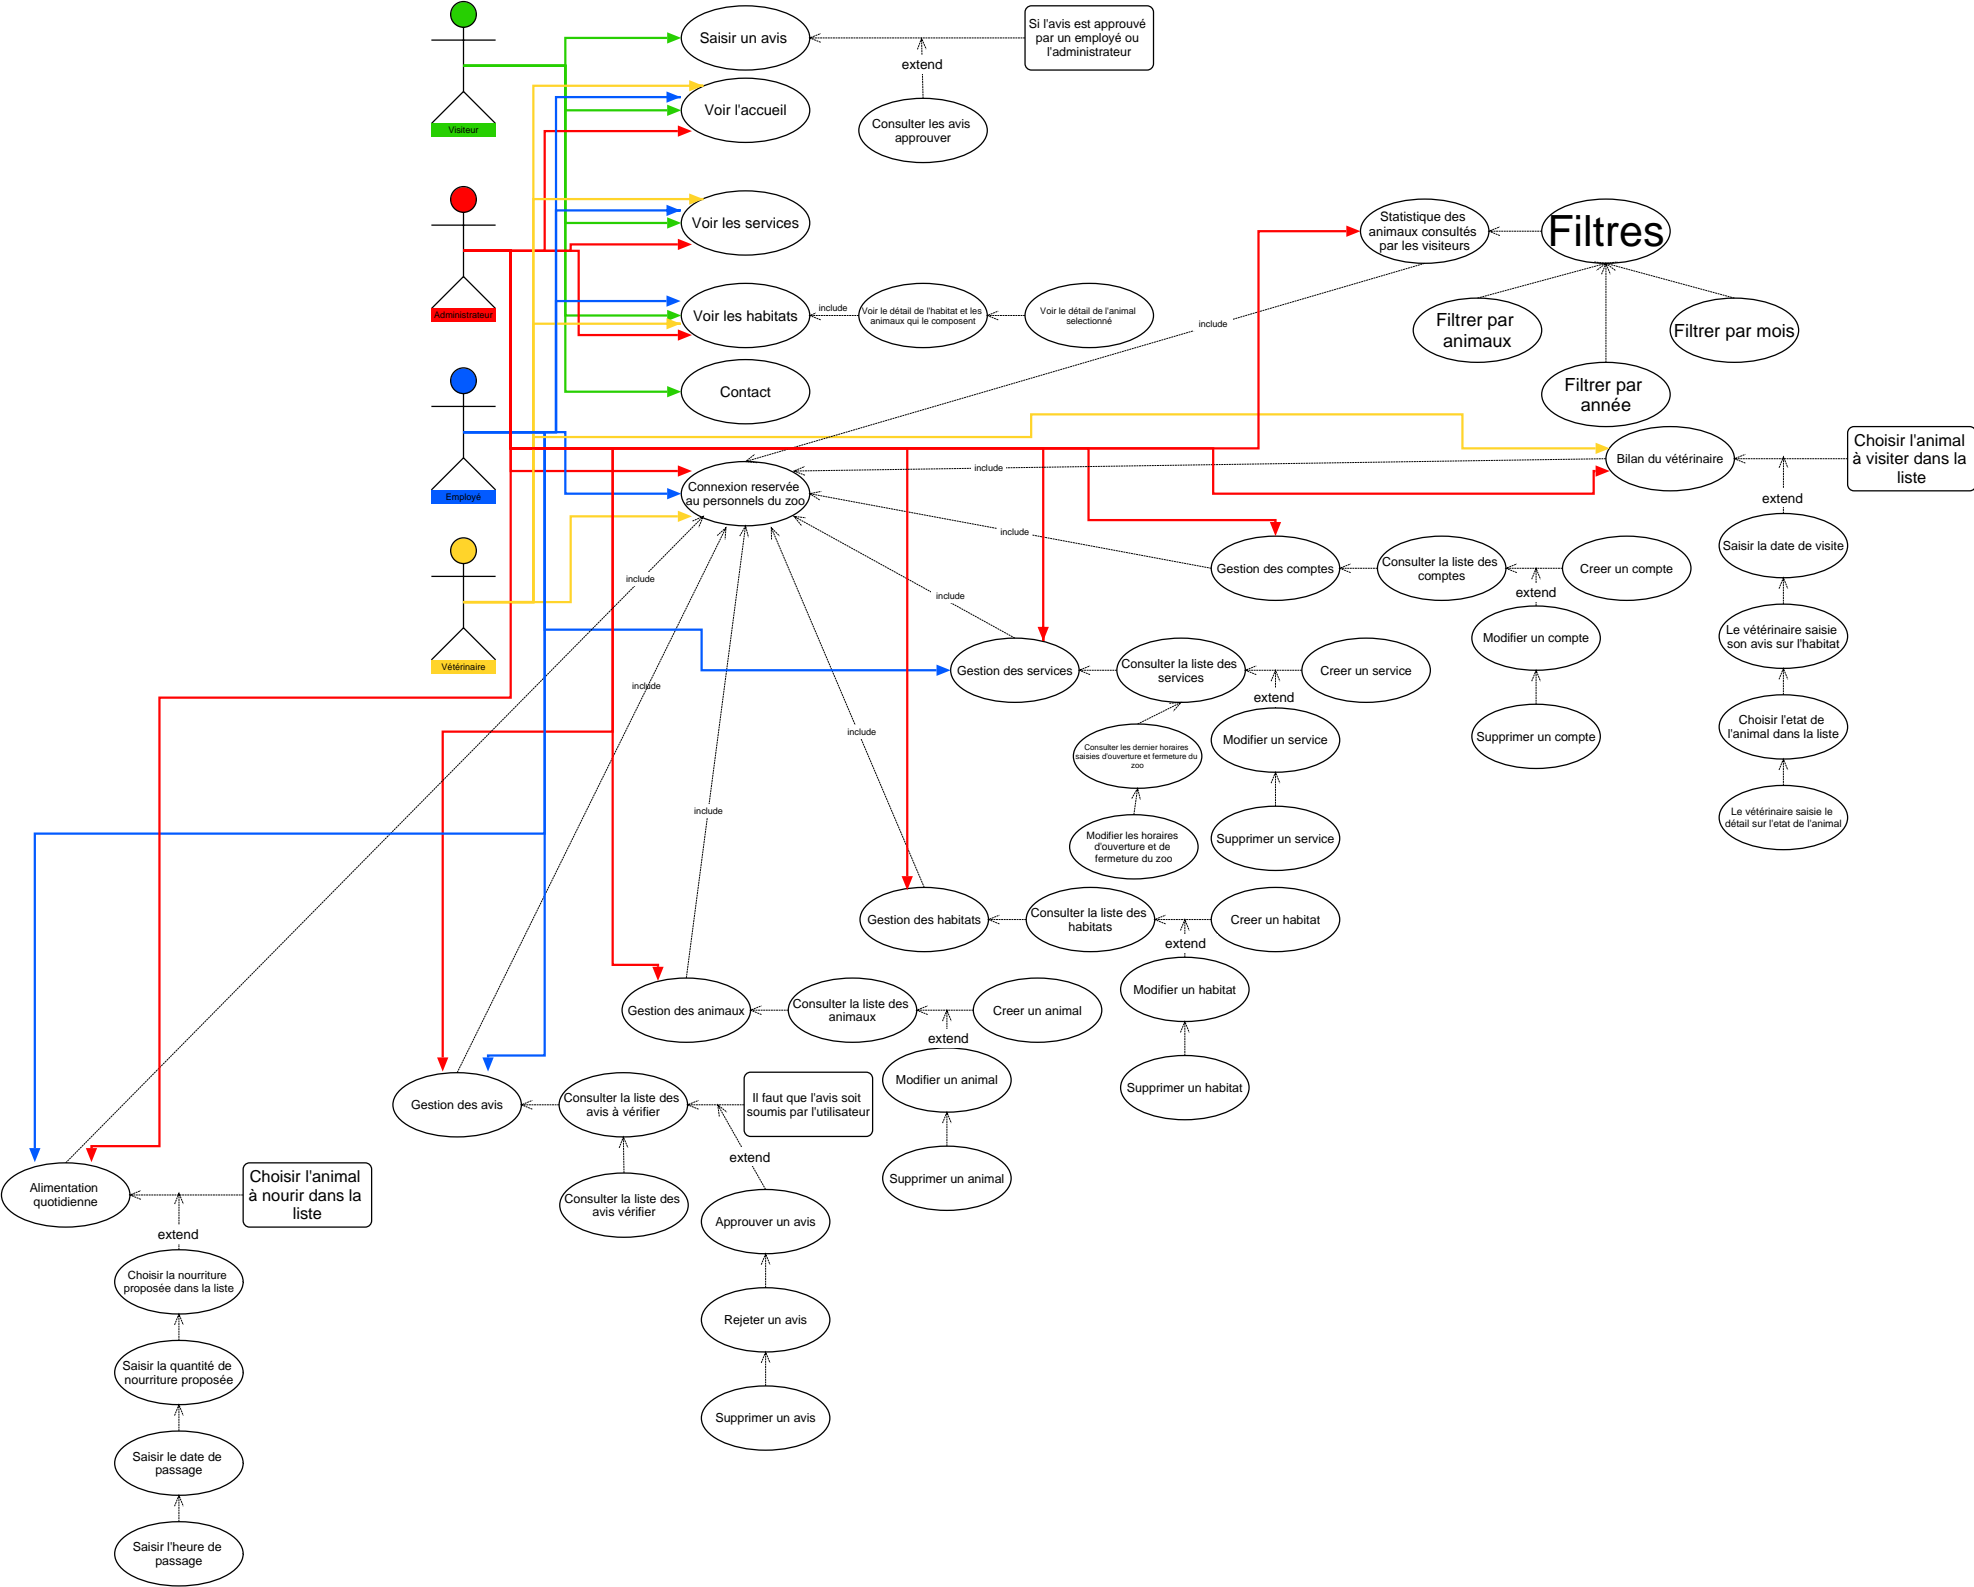 Saisir un avis
Si l'avis est approuvé
par un employé ou
l'administrateur
extend
Voir l'accueil
Consulter les avis
approuver
Visiteur
Voir les services
Statistique des
animaux consultés
par les visiteurs
Filtres
Administrateur
Voir les habitats
include
Voir le détail de l'habitat et les
animaux qui le composent
Voir le détail de l'animal
selectionné
include
Filtrer par
animaux
Filtrer par mois
Contact
Filtrer par
année
Employé
Connexion reservée
au personnels du zoo
include
Bilan du vétérinaire
Choisir l'animal
à visiter dans la
liste
extend
include
Saisir la date de visite
Gestion des comptes
Consulter la liste des
comptes
Creer un compte
extend
include
include
Vétérinaire
Modifier un compte
Le vétérinaire saisie
son avis sur l'habitat
Gestion des services
Consulter la liste des
services
Creer un service
extend
include
include
Consulter les dernier horaires
saisies d'ouverture et fermeture du
zoo
Modifier un service
Supprimer un compte
Choisir l'etat de
l'animal dans la liste
include
Modifier les horaires
d'ouverture et de
fermeture du zoo
Supprimer un service
Le vétérinaire saisie le
détail sur l'etat de l'animal
Gestion des habitats
Consulter la liste des
habitats
Creer un habitat
extend
Modifier un habitat
Gestion des animaux
Consulter la liste des
animaux
Creer un animal
extend
Modifier un animal
Supprimer un habitat
Gestion des avis
Consulter la liste des
avis à vérifier
Il faut que l'avis soit
soumis par l'utilisateur
extend
Supprimer un animal
Alimentation
quotidienne
Choisir l'animal
à nourir dans la
liste
extend
Consulter la liste des
avis vérifier
Approuver un avis
Choisir la nourriture
proposée dans la liste
Rejeter un avis
Saisir la quantité de
nourriture proposée
Supprimer un avis
Saisir le date de
passage
Saisir l'heure de
passage